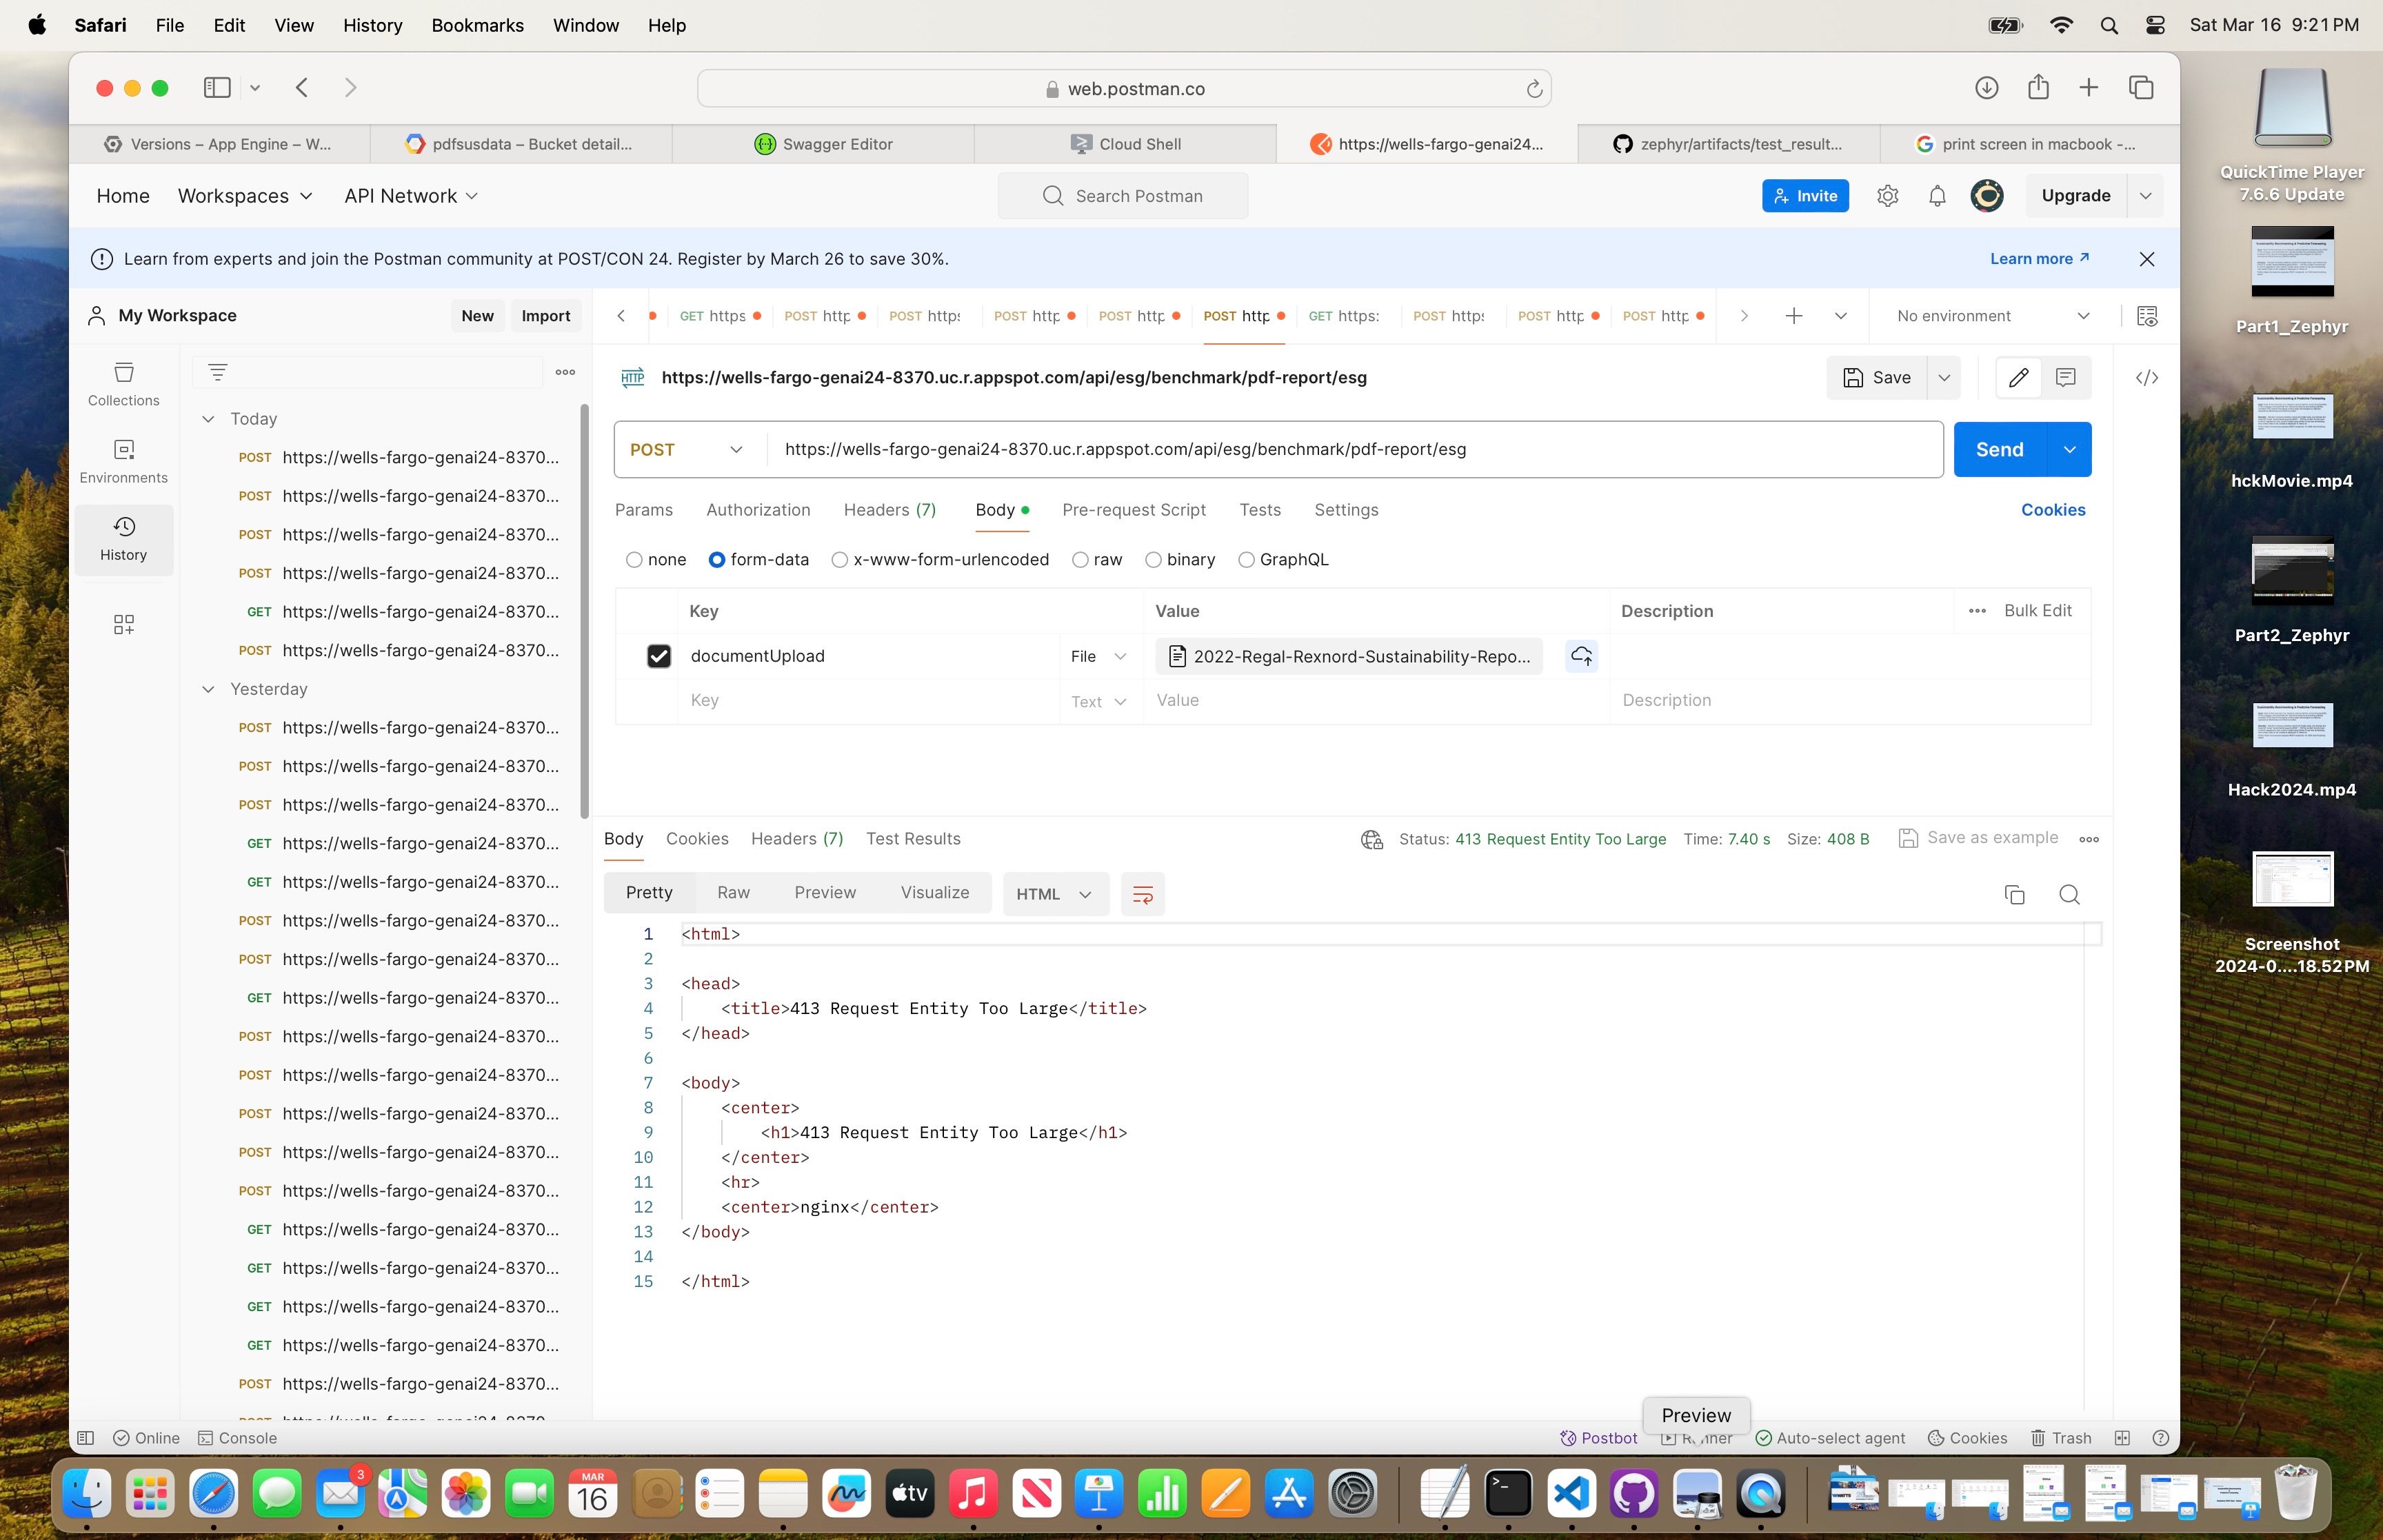 Safari File Edit View History Bookmarks Window Help Sat Mar 16 9:21 PM
web.postman.co
Versions – App Engine – W... pdfsusdata – Bucket detail... Swagger Editor Cloud Shell https://wells-fargo-genai24... zephyr/artifacts/test_result... print screen in macbook -...
Home Workspaces API Network Search Postman Invite Upgrade
Learn from experts and join the Postman community at POST/CON 24. Register by March 26 to save 30%. Learn more
My Workspace New Import GET https POST http POST https POST http POST http POST http GET https: POST https POST http POST http No environment
Collections
Environments
History
Today
POST https://wells-fargo-genai24-8370...
POST https://wells-fargo-genai24-8370...
POST https://wells-fargo-genai24-8370...
POST https://wells-fargo-genai24-8370...
GET https://wells-fargo-genai24-8370...
POST https://wells-fargo-genai24-8370...
Yesterday
POST https://wells-fargo-genai24-8370...
POST https://wells-fargo-genai24-8370...
POST https://wells-fargo-genai24-8370...
GET https://wells-fargo-genai24-8370...
GET https://wells-fargo-genai24-8370...
POST https://wells-fargo-genai24-8370...
POST https://wells-fargo-genai24-8370...
GET https://wells-fargo-genai24-8370...
POST https://wells-fargo-genai24-8370...
POST https://wells-fargo-genai24-8370...
POST https://wells-fargo-genai24-8370...
POST https://wells-fargo-genai24-8370...
POST https://wells-fargo-genai24-8370...
GET https://wells-fargo-genai24-8370...
GET https://wells-fargo-genai24-8370...
GET https://wells-fargo-genai24-8370...
GET https://wells-fargo-genai24-8370...
POST https://wells-fargo-genai24-8370...
HTTP https://wells-fargo-genai24-8370.uc.r.appspot.com/api/esg/benchmark/pdf-report/esg Save
POST https://wells-fargo-genai24-8370.uc.r.appspot.com/api/esg/benchmark/pdf-report/esg Send
Params Authorization Headers (7) Body Pre-request Script Tests Settings Cookies
none form-data x-www-form-urlencoded raw binary GraphQL
Key Value Description Bulk Edit
documentUpload File 2022-Regal-Rexnord-Sustainability-Repo...
Key Text Value Description
Body Cookies Headers (7) Test Results Status: 413 Request Entity Too Large Time: 7.40 s Size: 408 B Save as example
Pretty Raw Preview Visualize HTML
1 <html>
2
3 <head>
4 <title>413 Request Entity Too Large</title>
5 </head>
6
7 <body>
8 <center>
9 <h1>413 Request Entity Too Large</h1>
10 </center>
11 <hr>
12 <center>nginx</center>
13 </body>
14
15 </html>
Preview
Online Console Postbot Runner Auto-select agent Cookies Trash
QuickTime Player
7.6.6 Update
Part1_Zephyr
hckMovie.mp4
Part2_Zephyr
Hack2024.mp4
Screenshot
2024-0....18.52 PM
3
MAR
16
tv